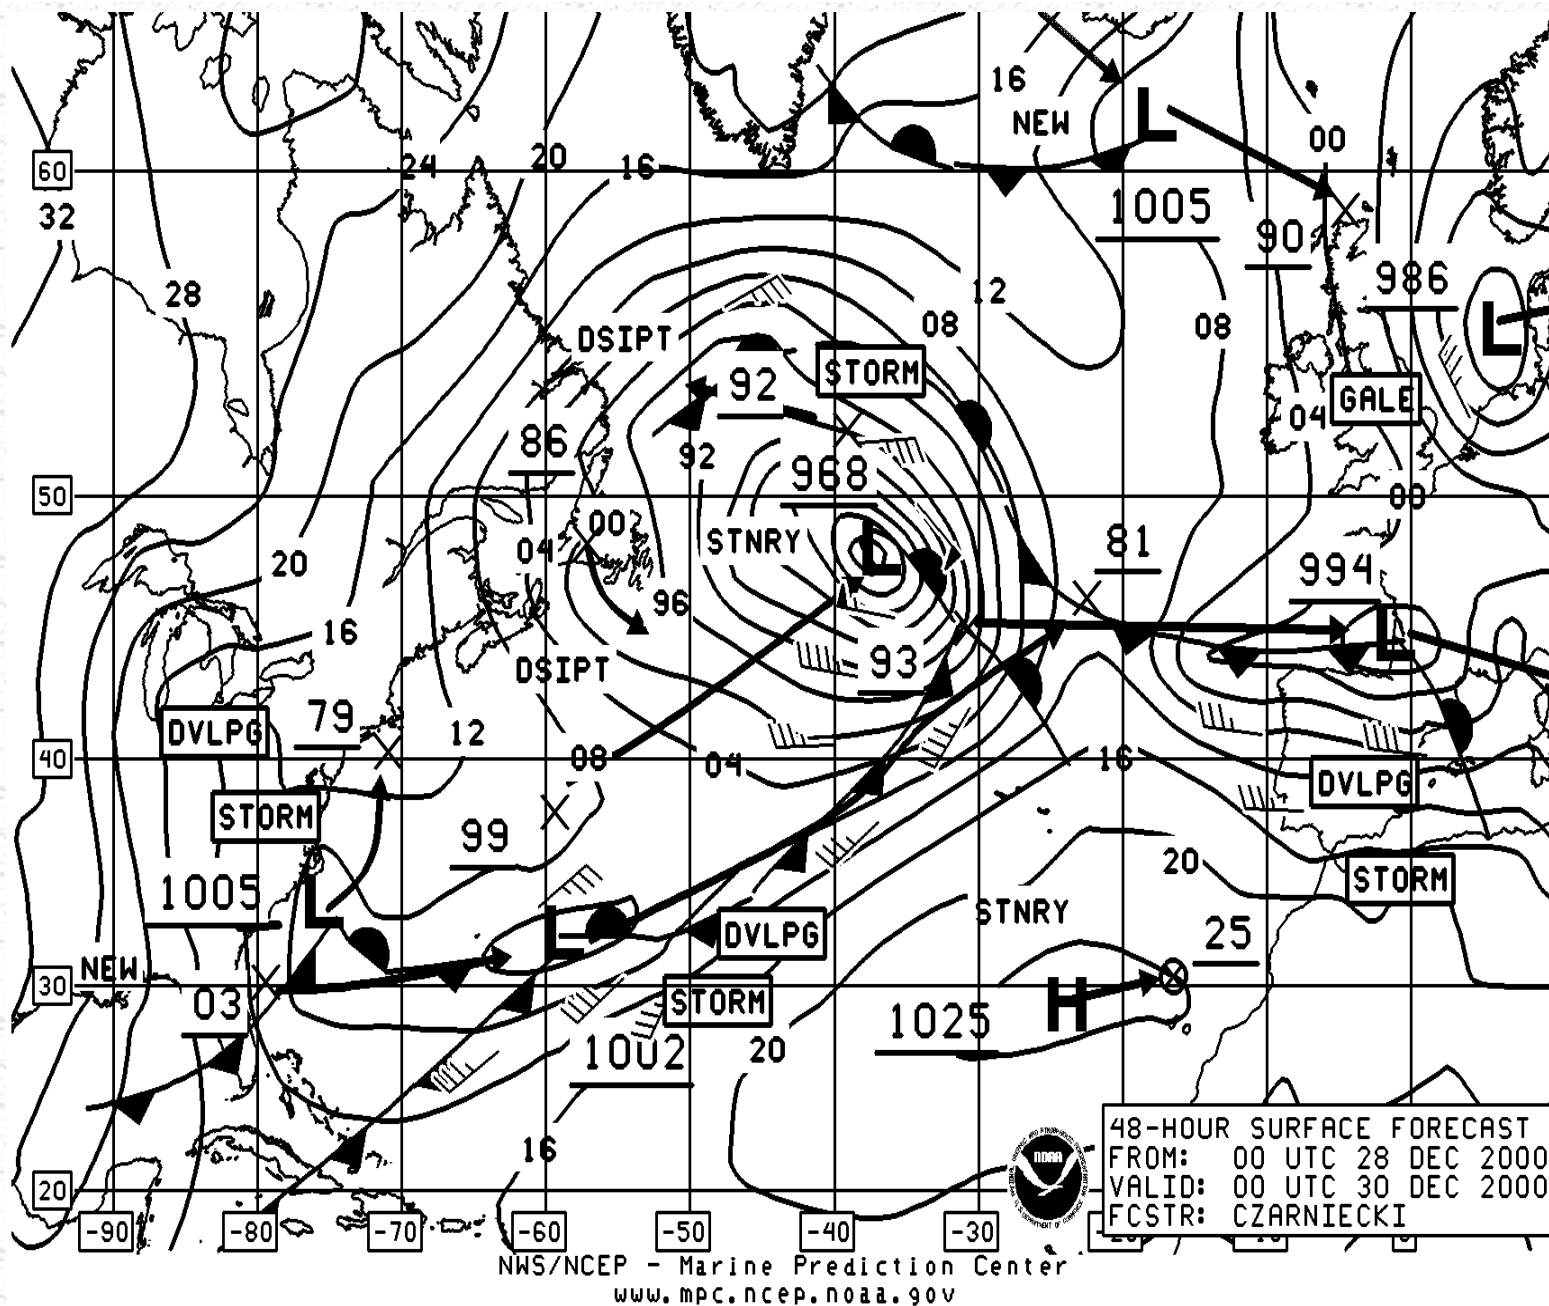 16
NEW
00
60
24
20
16
32
1005
90
986
28
12
DSIPT
08
08
L
L
STORM
92
GALE
04
86
92
968
50
00
00
STNRY
04
L
81
994
20
96
16
93
L
DSIPT
DVLPG
79
12
40
08
04
16
DVLPG
STORM
99
20
STORM
1005
L
STNRY
L
DVLPG
25
NEW
30
STORM
H
03
1025
1002
20
16
48-HOUR SURFACE FORECAST
FROM: 00 UTC 28 DEC 2000
VALID: 00 UTC 30 DEC 2000
FCSTR: CZARNIECKI
NOAA
20
-90
-80
-70
-60
-50
-40
-30
NWS/NCEP - Marine Prediction Center
www.mpc.ncep.noaa.gov